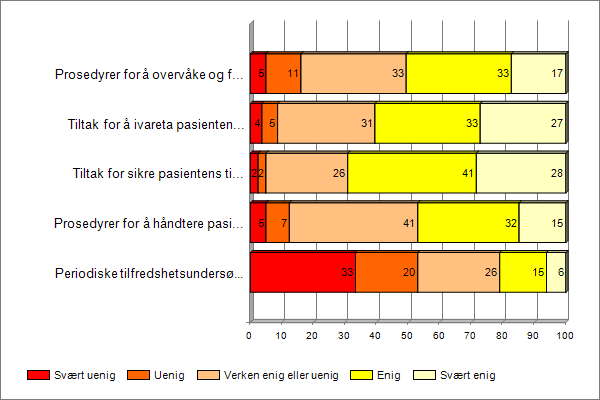 Prosedyrer for å overvåke og f... 5 11 33 33 17
Tiltak for å ivareta pasienten... 4 5 31 33 27
Tiltak for sikre pasientens ti... 2 2 26 41 28
Prosedyrer for å håndtere pasi... 5 7 41 32 15
Periodiske tilfredshetsundersø... 33 20 26 15 6
0 10 20 30 40 50 60 70 80 90 100
Svært uenig Uenig Verken enig eller uenig Enig Svært enig